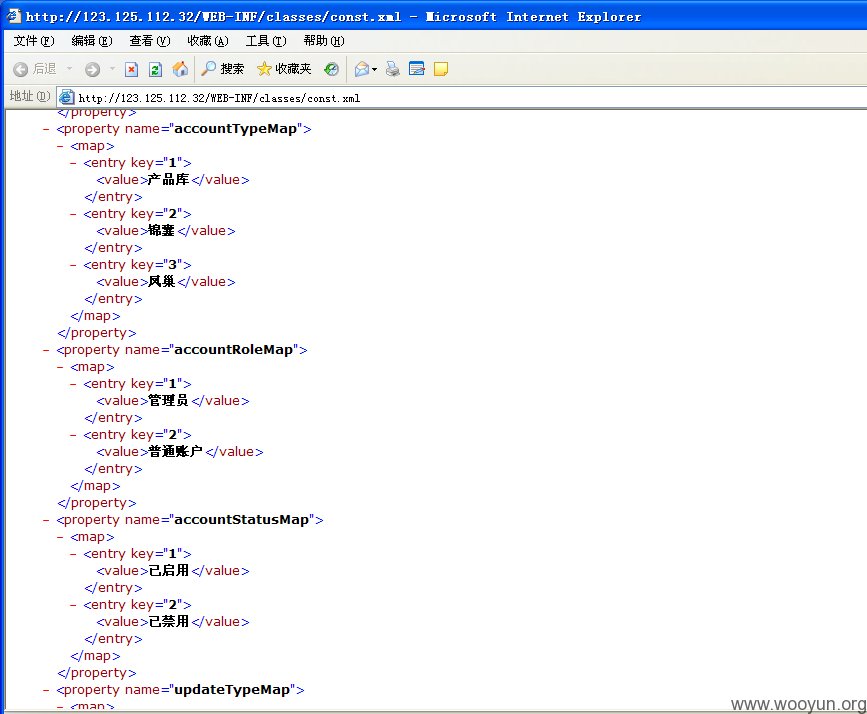 http://123.125.112.32/WEB-INF/classes/const.xml - Microsoft Internet Explorer
文件(F) 编辑(E) 查看(V) 收藏(A) 工具(T) 帮助(H)
后退 搜索 收藏夹
地址(D) http://123.125.112.32/WEB-INF/classes/const.xml
</property>
- <property name="accountTypeMap">
- <map>
- <entry key="1">
<value>产品库</value>
</entry>
- <entry key="2">
<value>锦囊</value>
</entry>
- <entry key="3">
<value>凤巢</value>
</entry>
</map>
</property>
- <property name="accountRoleMap">
- <map>
- <entry key="1">
<value>管理员</value>
</entry>
- <entry key="2">
<value>普通账户</value>
</entry>
</map>
</property>
- <property name="accountStatusMap">
- <map>
- <entry key="1">
<value>已启用</value>
</entry>
- <entry key="2">
<value>已禁用</value>
</entry>
</map>
</property>
- <property name="updateTypeMap">
- <map>
www.wooyun.org